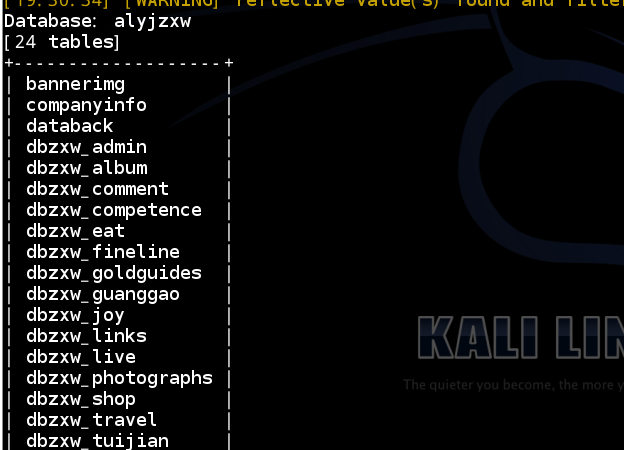 [19:30:34] [WARNING] reflective value(s) found and filte
Database: alyjzxw
[24 tables]
+-------------------+
| bannerimg |
| companyinfo |
| databack |
| dbzxw_admin |
| dbzxw_album |
| dbzxw_comment |
| dbzxw_competence |
| dbzxw_eat |
| dbzxw_fineline |
| dbzxw_goldguides |
| dbzxw_guanggao |
| dbzxw_joy |
| dbzxw_links |
| dbzxw_live |
| dbzxw_photographs |
| dbzxw_shop |
| dbzxw_travel |
| dbzxw_tuijian |
KALI LIN
The quieter you become, the more y